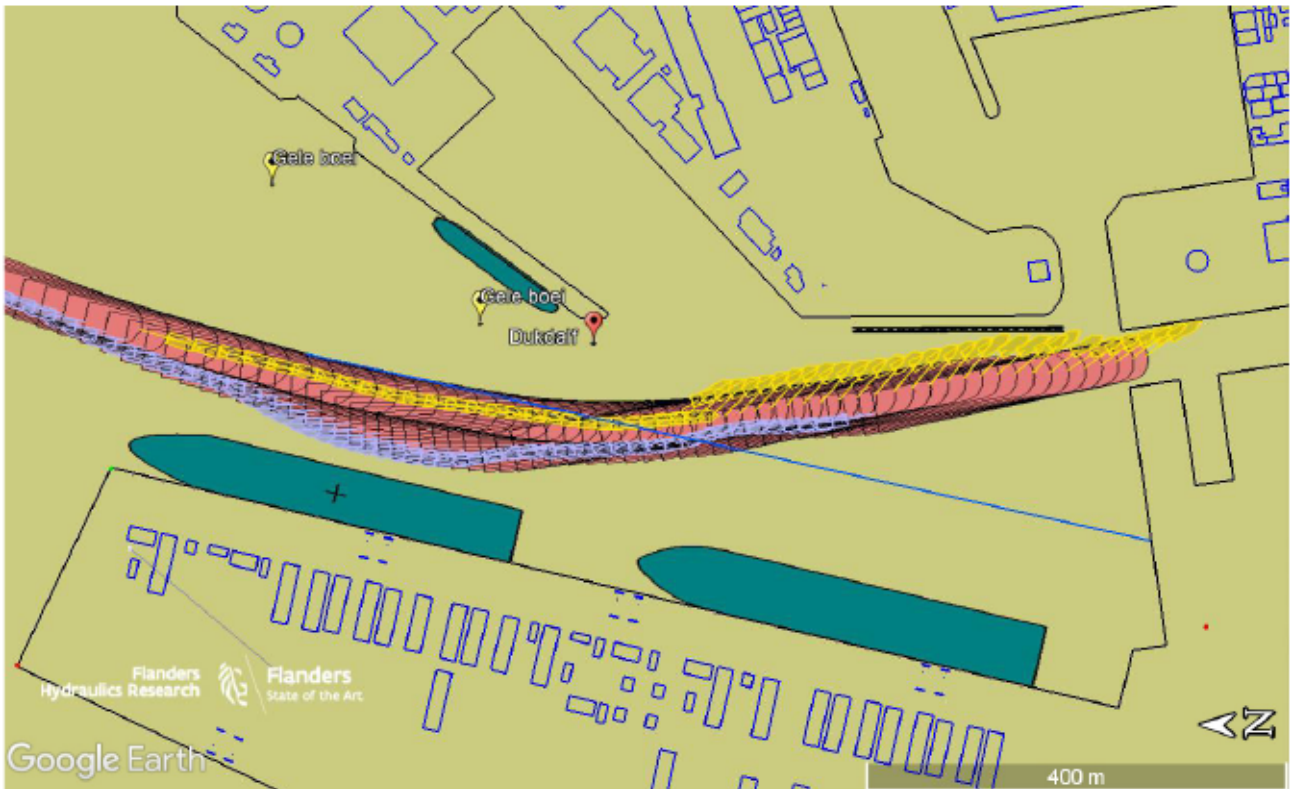 Gele boei
Gele boei
Dukdalf
Flanders
Hydraulics Research
Flanders
State of the Art
Google Earth
N
400 m